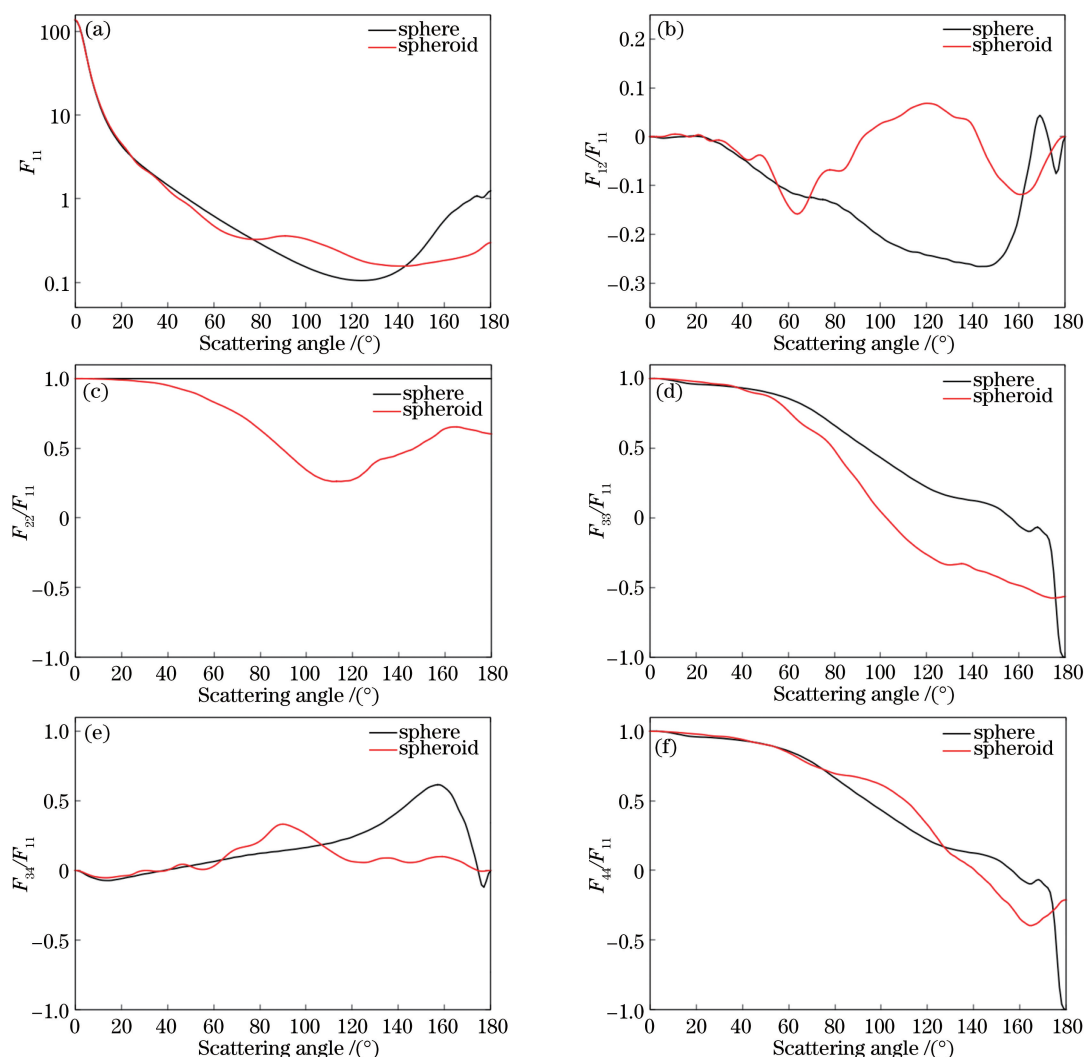 (a)
sphere
spheroid
100
10
1
0.1
F11
0 20 40 60 80 100 120 140 160 180
Scattering angle /(°)
(b)
sphere
spheroid
0.2
0.1
0
−0.1
−0.2
−0.3
F12/F11
0 20 40 60 80 100 120 140 160 180
Scattering angle /(°)
(c)
sphere
spheroid
1.0
0.5
0
−0.5
−1.0
F22/F11
0 20 40 60 80 100 120 140 160 180
Scattering angle /(°)
(d)
sphere
spheroid
1.0
0.5
0
−0.5
−1.0
F33/F11
0 20 40 60 80 100 120 140 160 180
Scattering angle /(°)
(e)
sphere
spheroid
1.0
0.5
0
−0.5
−1.0
F34/F11
0 20 40 60 80 100 120 140 160 180
Scattering angle /(°)
(f)
sphere
spheroid
1.0
0.5
0
−0.5
−1.0
F44/F11
0 20 40 60 80 100 120 140 160 180
Scattering angle /(°)